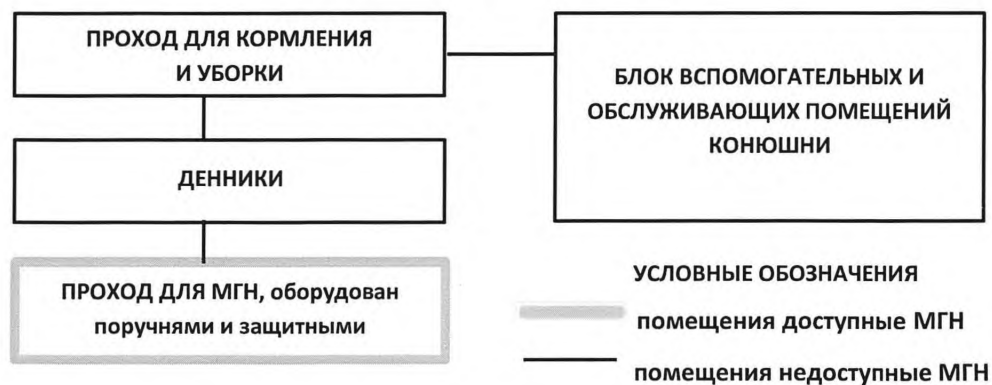 ПРОХОД ДЛЯ КОРМЛЕНИЯ
И УБОРКИ
БЛОК ВСПОМОГАТЕЛЬНЫХ И
ОБСЛУЖИВАЮЩИХ ПОМЕЩЕНИЙ
КОНЮШНИ
ДЕННИКИ
ПРОХОД ДЛЯ МГН, оборудован
поручнями и защитными
УСЛОВНЫЕ ОБОЗНАЧЕНИЯ
помещения доступные МГН
помещения недоступные МГН